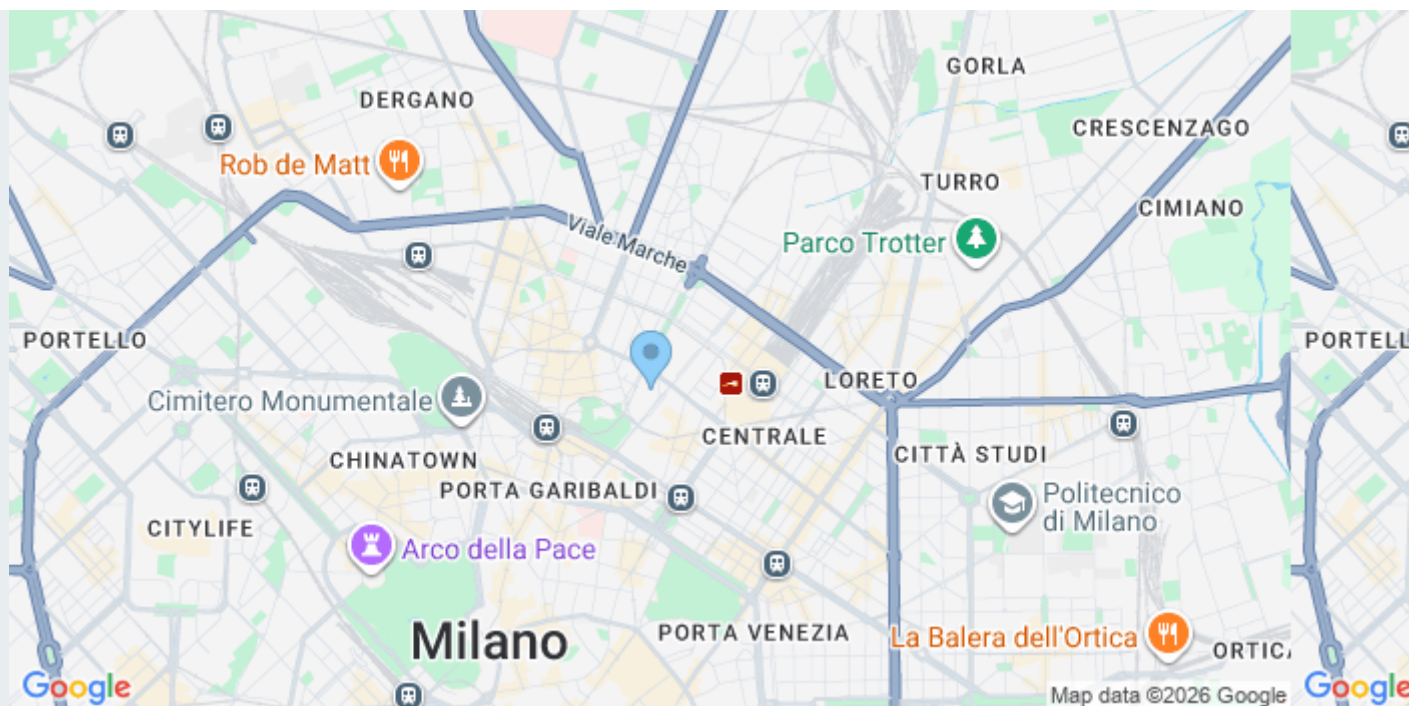 GORLA
DERGANO
CRESCENZAGO
Rob de Matt
TURRO
CIMIANO
Viale Marche
Parco Trotter
PORTELLO
PORTELL
LORETO
Cimitero Monumentale
CENTRALE
CHINATOWN
CITTÀ STUDI
PORTA GARIBALDI
Politecnico
di Milano
CITYLIFE
Arco della Pace
Milano
PORTA VENEZIA
La Balera dell'Ortica
ORTICA
Google
Map data ©2026 Google
Google